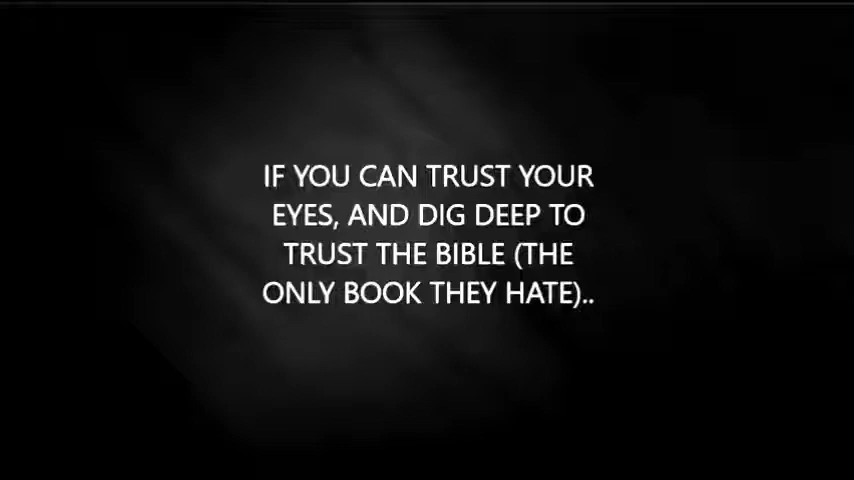 IF YOU CAN TRUST YOUR
EYES, AND DIG DEEP TO
TRUST THE BIBLE (THE
ONLY BOOK THEY HATE)..